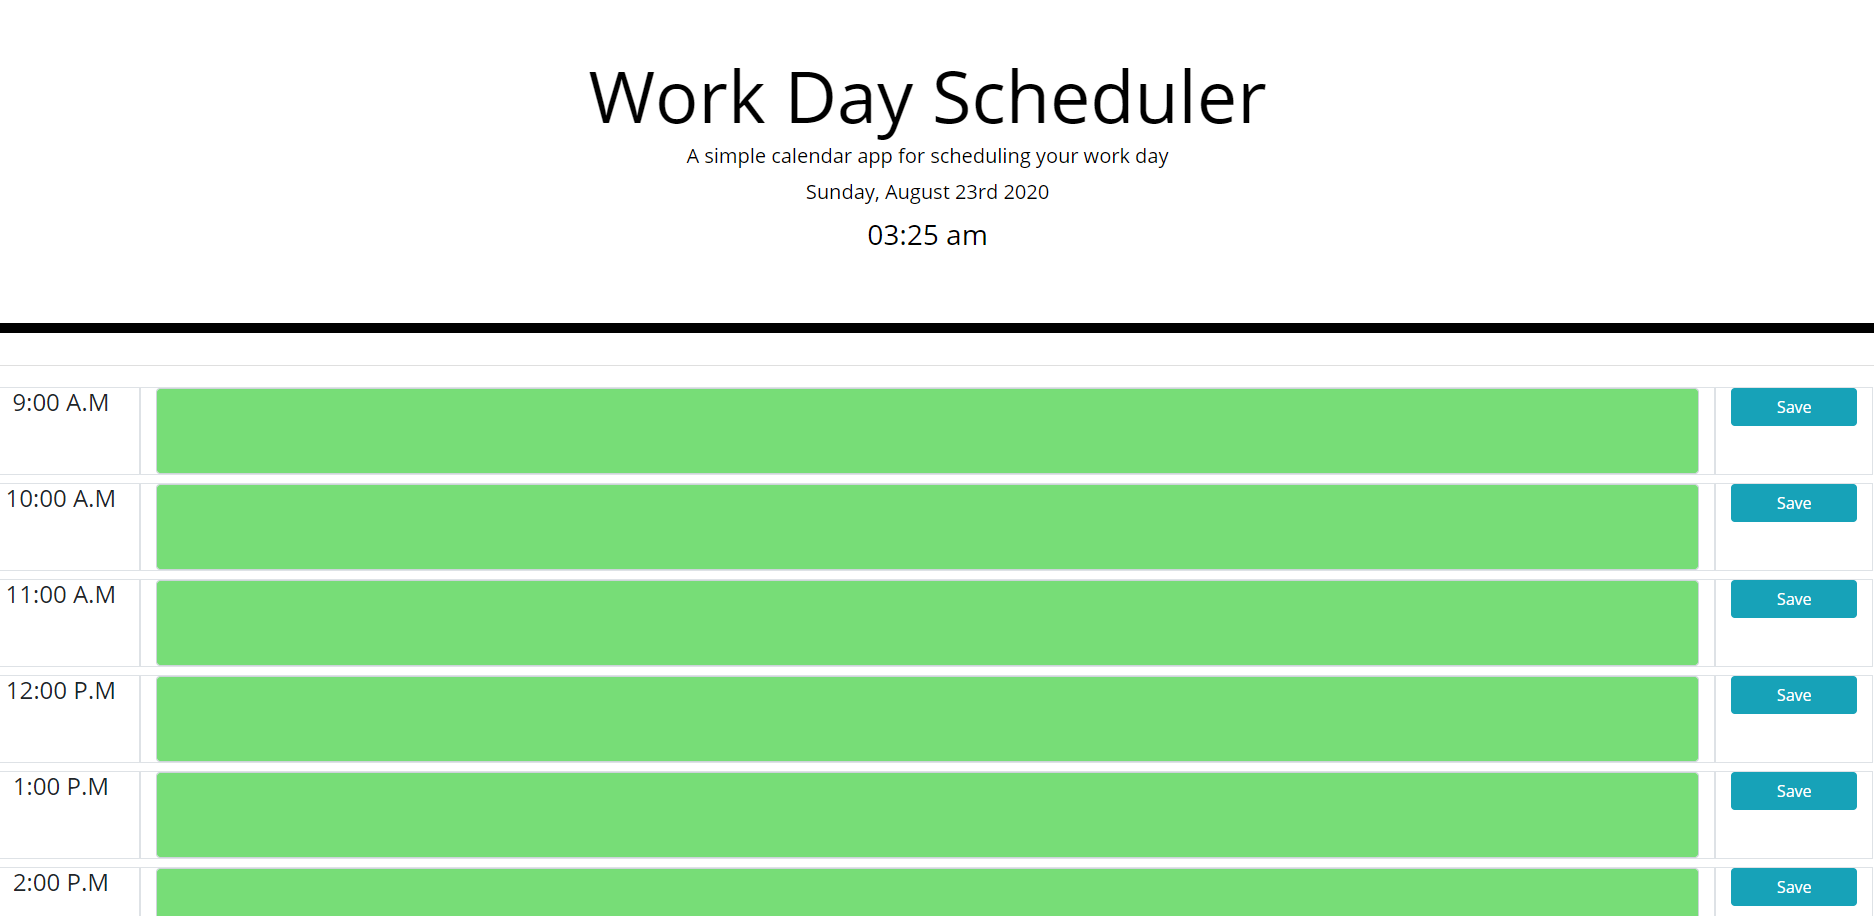 Work Day Scheduler
A simple calendar app for scheduling your work day
Sunday, August 23rd 2020
03:25 am
9:00 A.M
Save
10:00 A.M
Save
11:00 A.M
Save
12:00 P.M
Save
1:00 P.M
Save
2:00 P.M
Save